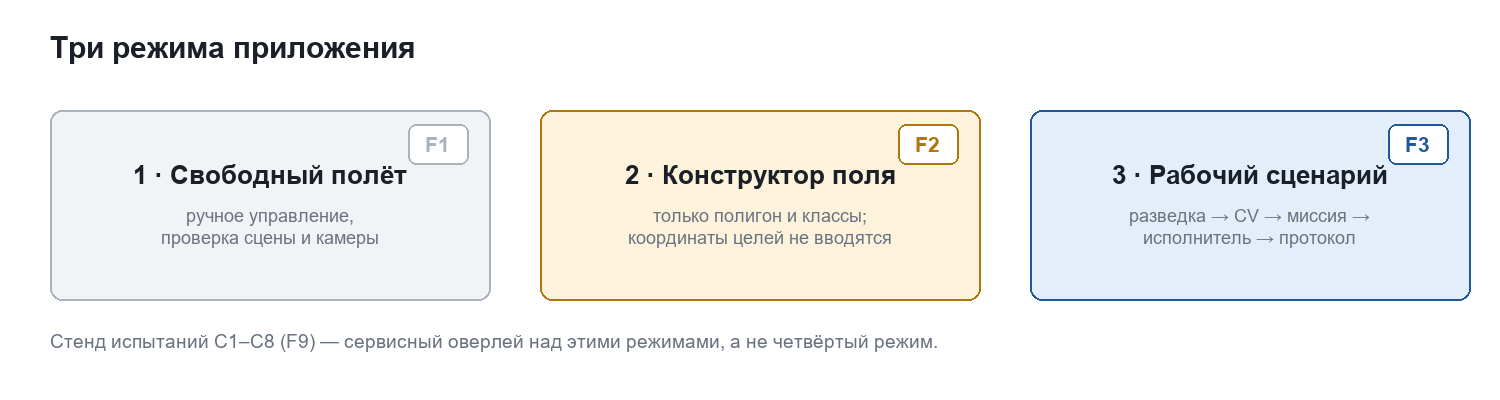 Три режима приложения
F1
1 · Свободный полёт
ручное управление,
проверка сцены и камеры
F2
2 · Конструктор поля
только полигон и классы;
координаты целей не вводятся
F3
3 · Рабочий сценарий
разведка → CV → миссия →
исполнитель → протокол
Стенд испытаний С1–С8 (F9) — сервисный оверлей над этими режимами, а не четвёртый режим.